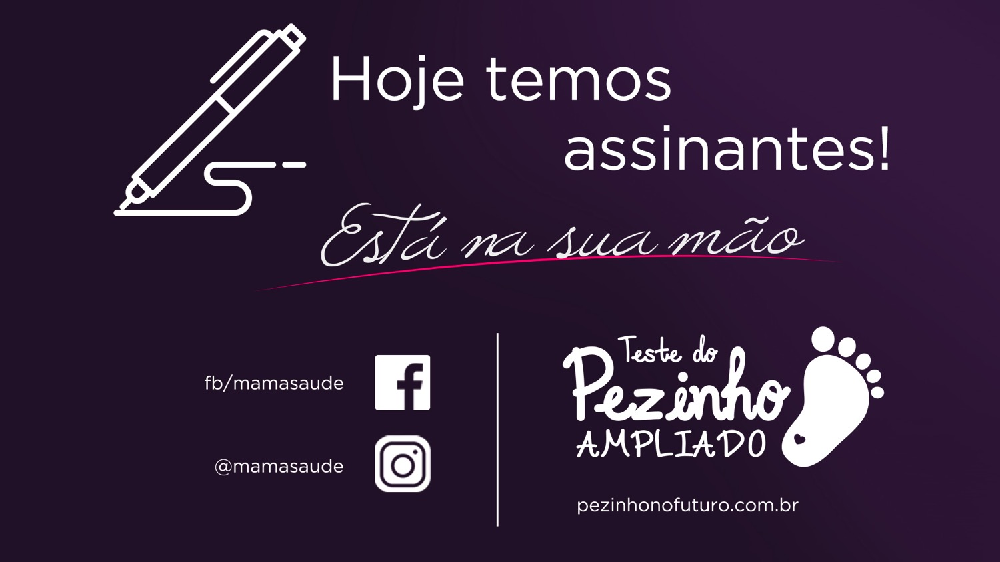 Hoje temos
assinantes!
Está na sua mão
fb/mamasaude
@mamasaude
Teste do
Pezinho
AMPLIADO
pezinhonofuturo.com.br